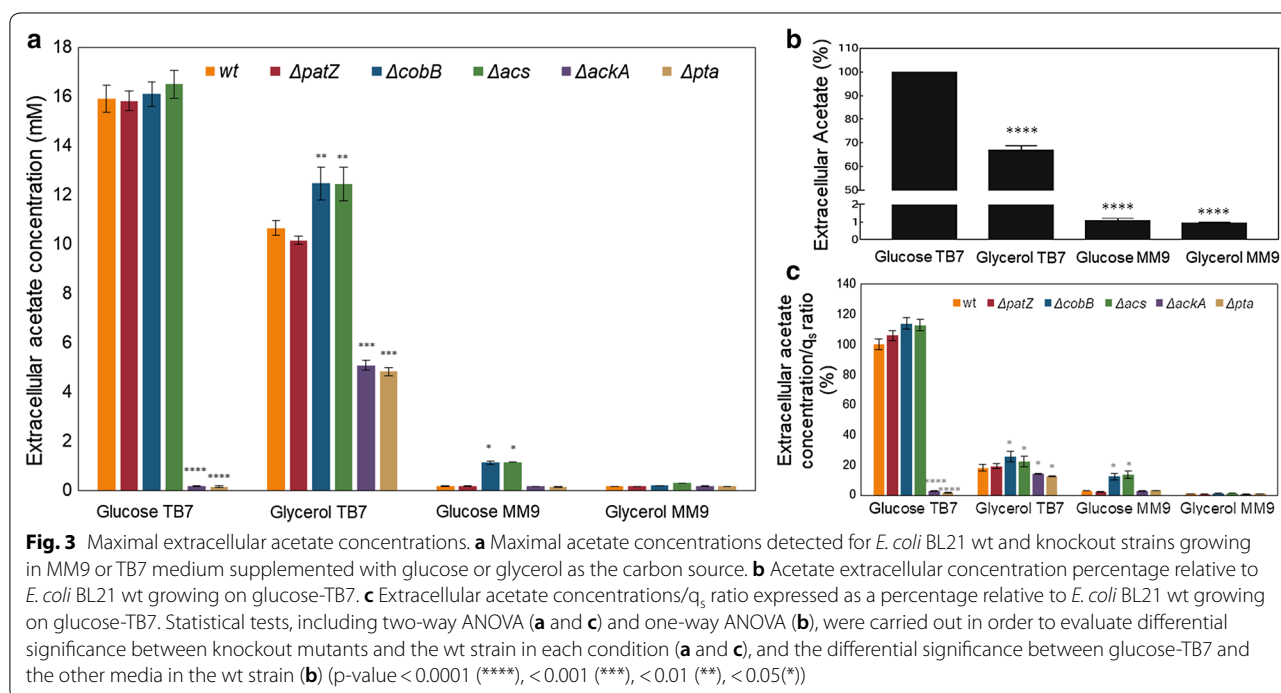 a
18
16
14
12
10
8
6
4
2
0
Extracellular acetate concentration (mM)
wt ΔpatZ ΔcobB Δacs ΔackA Δpta
**** ****
** **
*** ***
* *
Glucose TB7 Glycerol TB7 Glucose MM9 Glycerol MM9
b
110
100
90
80
70
60
50
2
1
0
Extracellular Acetate (%)
****
****
****
Glucose TB7 Glycerol TB7 Glucose MM9 Glycerol MM9
c
140
120
100
80
60
40
20
0
Extracellular acetate
concentration/qs ratio
(%)
wt ΔpatZ ΔcobB Δacs ΔackA Δpta
**** ****
* * * *
* *
Glucose TB7 Glycerol TB7 Glucose MM9 Glycerol MM9
Fig. 3 Maximal extracellular acetate concentrations. a Maximal acetate concentrations detected for E. coli BL21 wt and knockout strains growing
in MM9 or TB7 medium supplemented with glucose or glycerol as the carbon source. b Acetate extracellular concentration percentage relative to
E. coli BL21 wt growing on glucose-TB7. c Extracellular acetate concentrations/qs ratio expressed as a percentage relative to E. coli BL21 wt growing
on glucose-TB7. Statistical tests, including two-way ANOVA (a and c) and one-way ANOVA (b), were carried out in order to evaluate differential
significance between knockout mutants and the wt strain in each condition (a and c), and the differential significance between glucose-TB7 and
the other media in the wt strain (b) (p-value < 0.0001 (****), < 0.001 (***), < 0.01 (**), < 0.05(*))